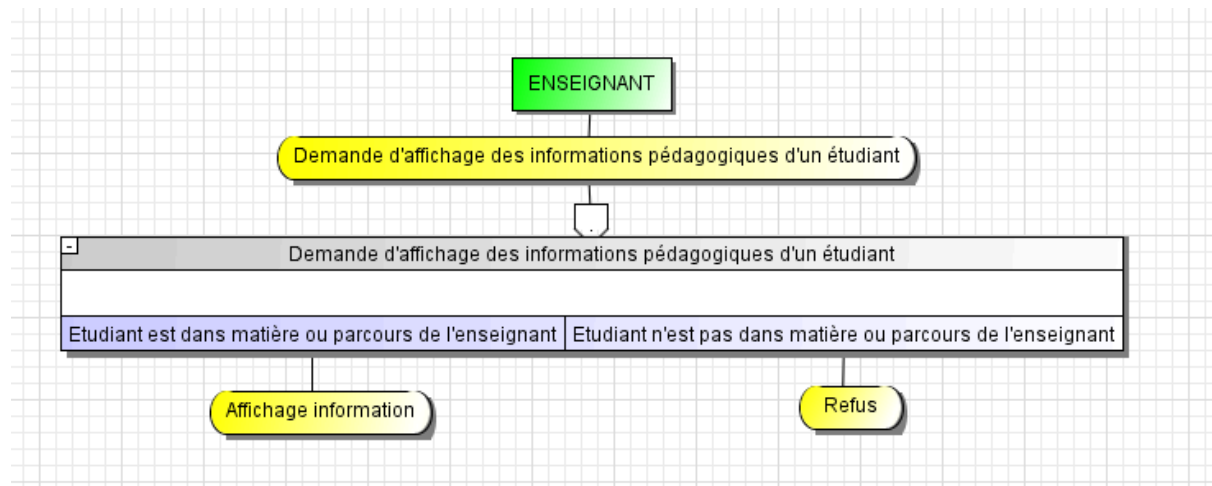 ENSEIGNANT
Demande d'affichage des informations pédagogiques d'un étudiant
.
-
Demande d'affichage des informations pédagogiques d'un étudiant
Etudiant est dans matière ou parcours de l'enseignant
Etudiant n'est pas dans matière ou parcours de l'enseignant
Affichage information
Refus